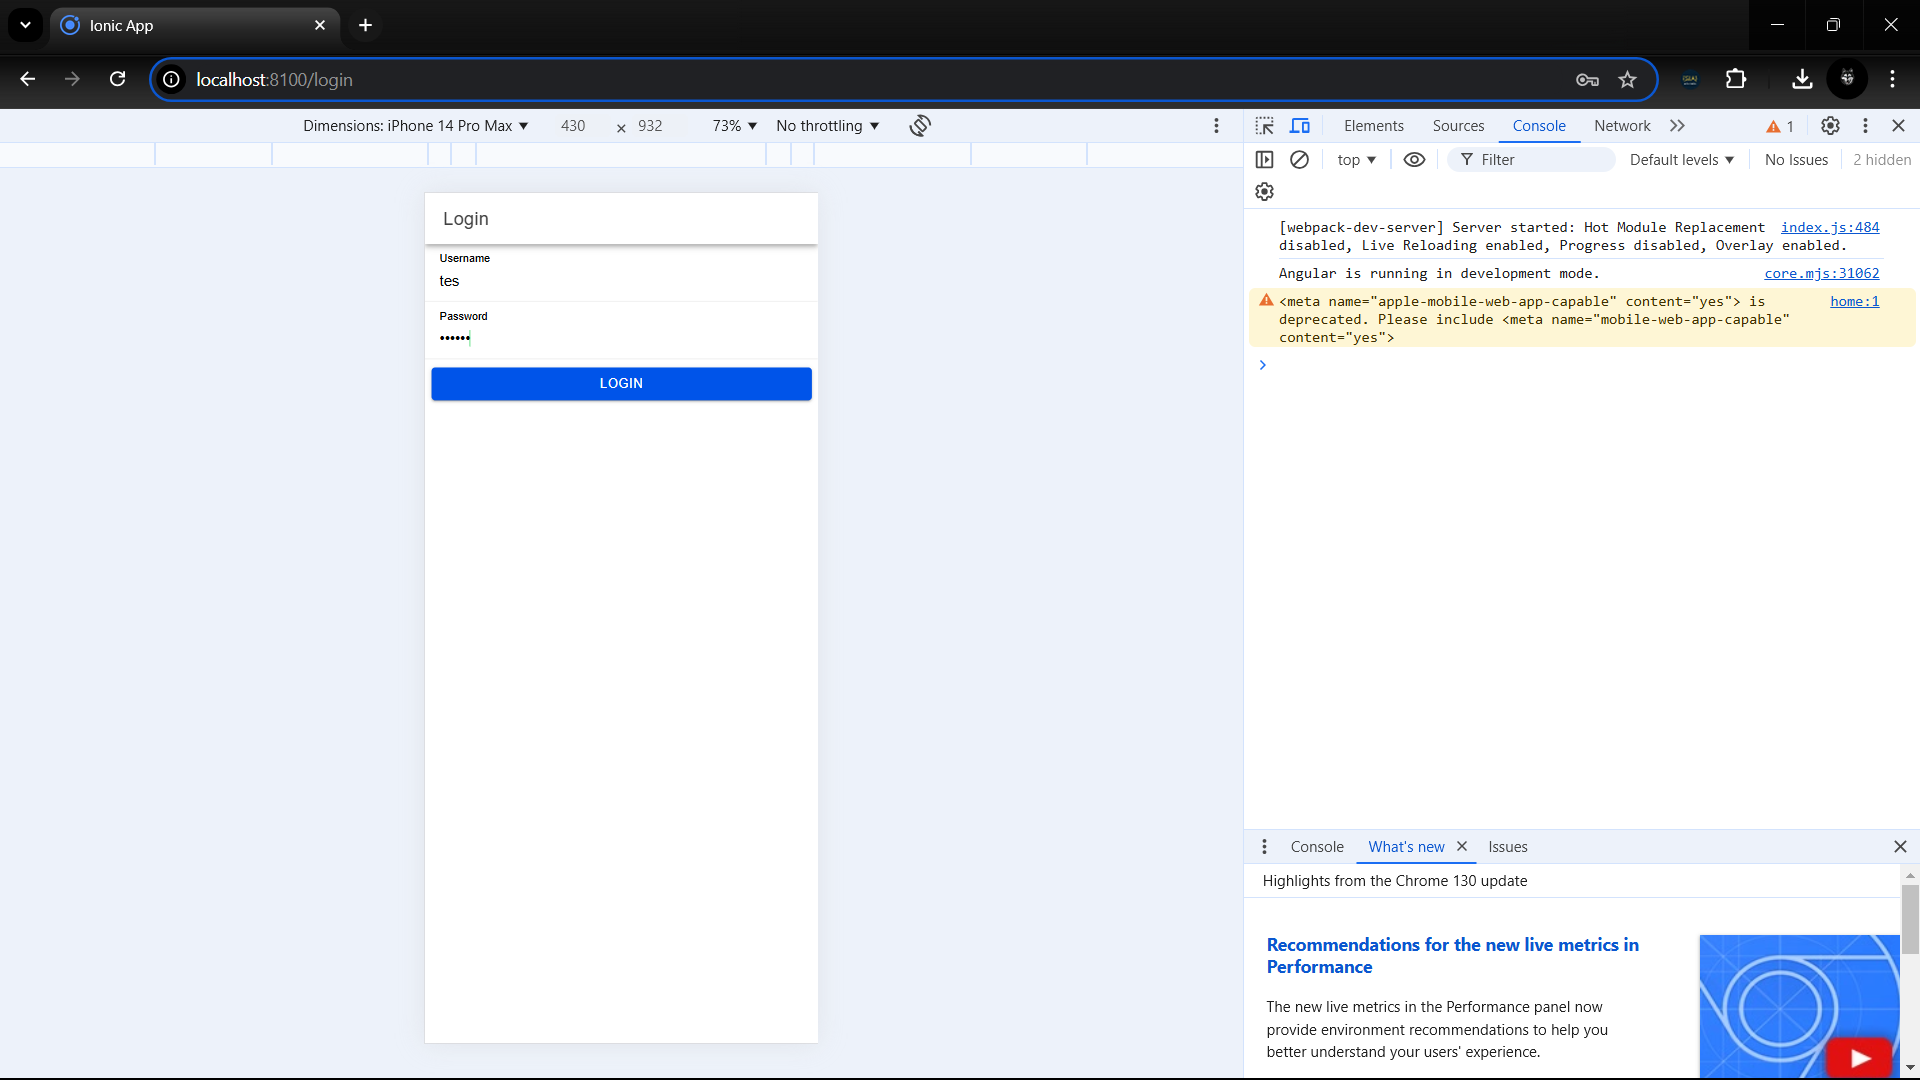 Ionic App
localhost:8100/login
Dimensions: iPhone 14 Pro Max 430 x 932 73% No throttling
Login
Username
tes
Password
••••••
LOGIN
Elements Sources Console Network 1
top Filter Default levels No Issues 2 hidden
[webpack-dev-server] Server started: Hot Module Replacement index.js:484
disabled, Live Reloading enabled, Progress disabled, Overlay enabled.
Angular is running in development mode. core.mjs:31062
<meta name="apple-mobile-web-app-capable" content="yes"> is home:1
deprecated. Please include <meta name="mobile-web-app-capable"
content="yes">
Console What's new Issues
Highlights from the Chrome 130 update
Recommendations for the new live metrics in
Performance
The new live metrics in the Performance panel now
provide environment recommendations to help you
better understand your users' experience.